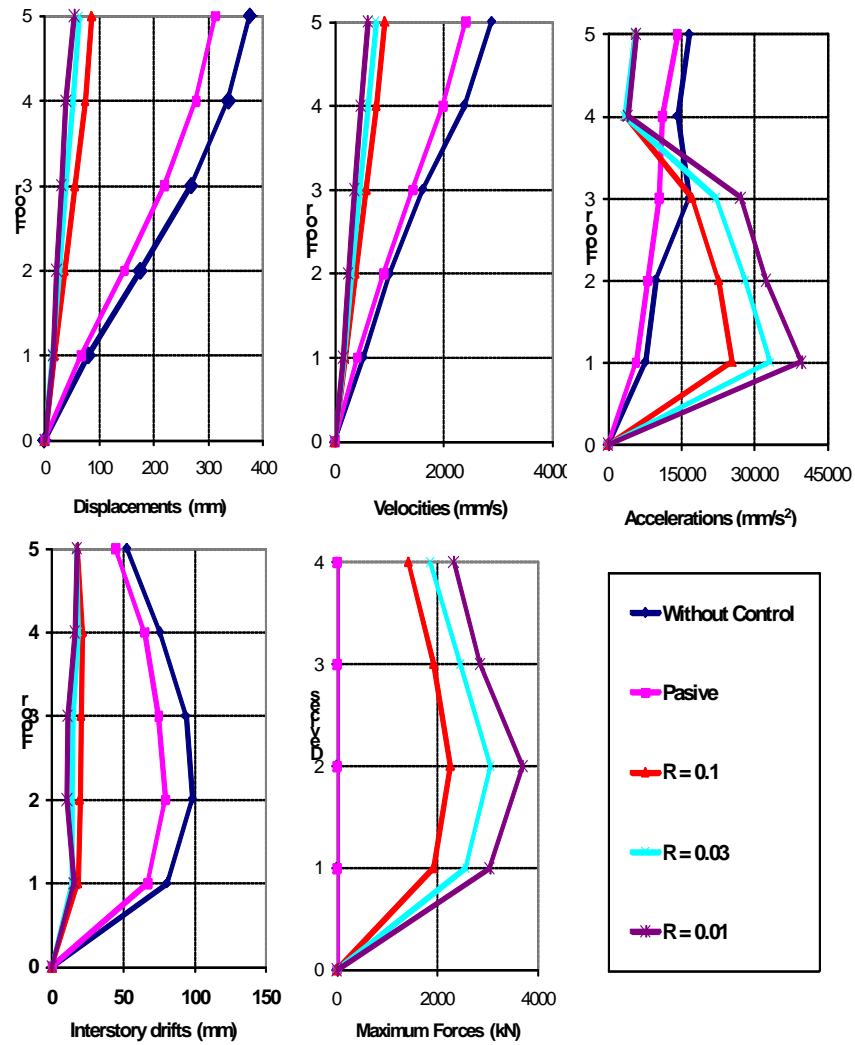 5
4
3
2
1
0
Floor
0 100 200 300 400
Displacements (mm)
5
4
3
2
1
0
Floor
0 2000 4000
Velocities (mm/s)
5
4
3
2
1
0
Floor
0 15000 30000 45000
Accelerations (mm/s²)
5
4
3
2
1
0
Floor
0 50 100 150
Interstory drifts (mm)
4
3
2
1
0
0 2000 4000
Maximum Forces (kN)
Without Control
Pasive
R = 0.1
R = 0.03
R = 0.01